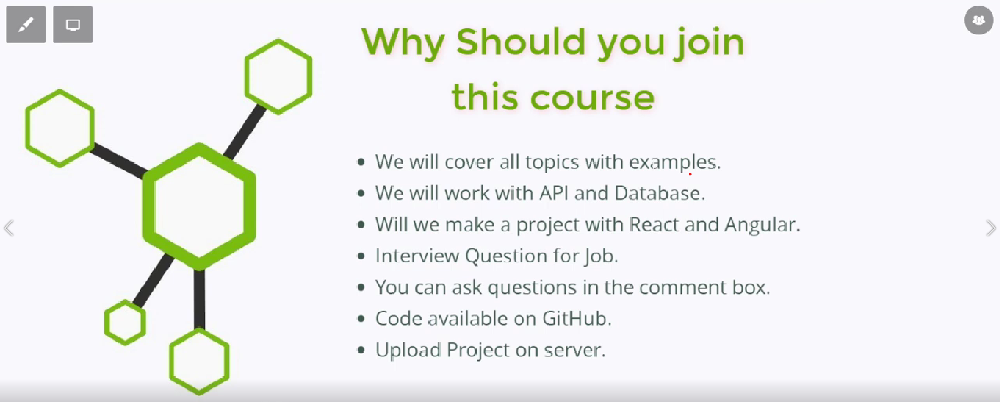 Why Should you join
this course
• We will cover all topics with examples.
• We will work with API and Database.
• Will we make a project with React and Angular.
• Interview Question for Job.
• You can ask questions in the comment box.
• Code available on GitHub.
• Upload Project on server.